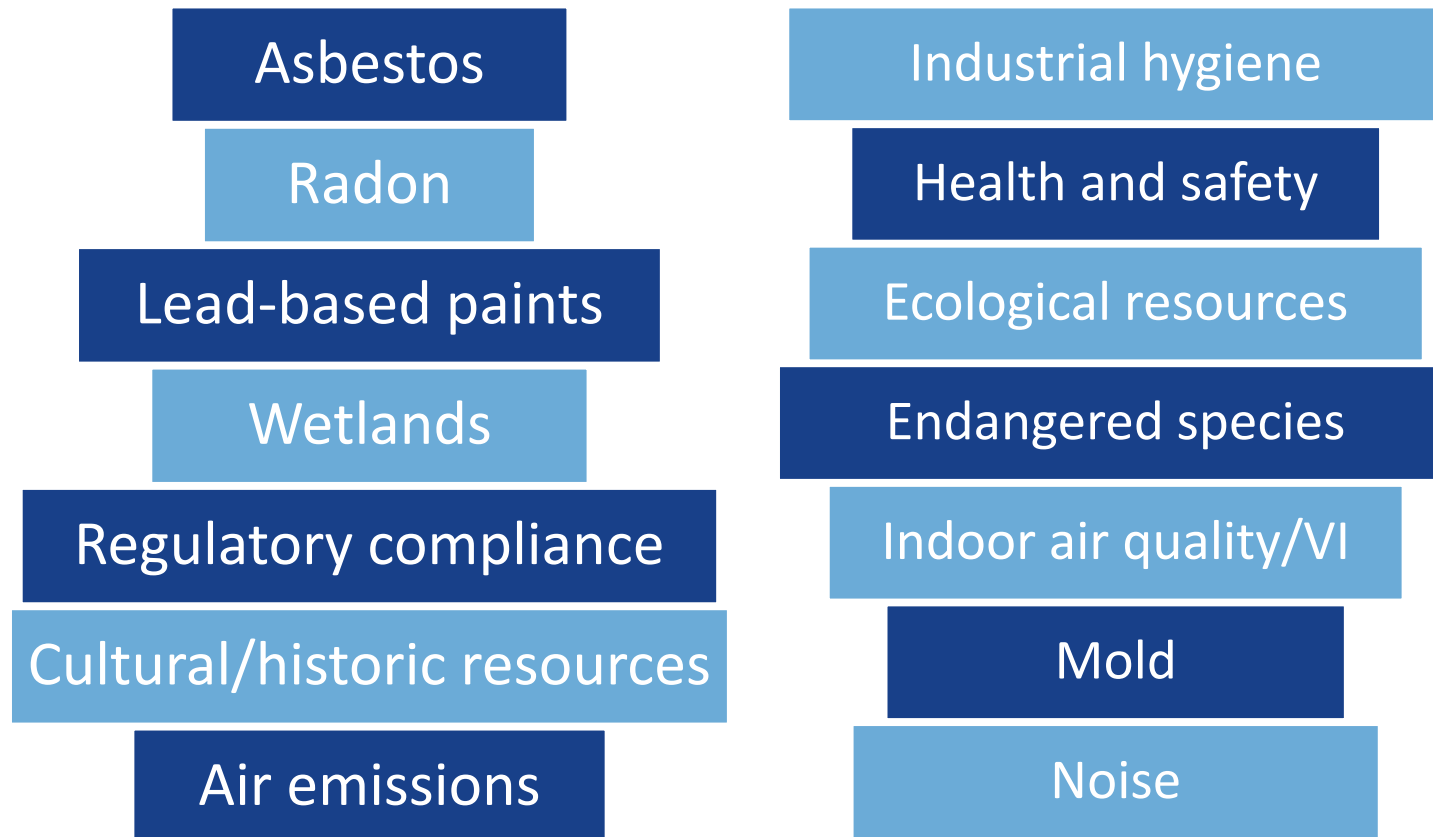 Asbestos
Radon
Lead-based paints
Wetlands
Regulatory compliance
Cultural/historic resources
Air emissions
Industrial hygiene
Health and safety
Ecological resources
Endangered species
Indoor air quality/VI
Mold
Noise